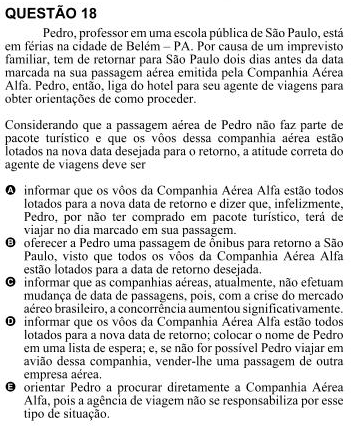 QUESTÃO 18
Pedro, professor em uma escola pública de São Paulo, está
em férias na cidade de Belém – PA. Por causa de um imprevisto
familiar, tem de retornar para São Paulo dois dias antes da data
marcada na sua passagem aérea emitida pela Companhia Aérea
Alfa. Pedro, então, liga do hotel para seu agente de viagens para
obter orientações de como proceder.
Considerando que a passagem aérea de Pedro não faz parte de
pacote turístico e que os vôos dessa companhia aérea estão
lotados na nova data desejada para o retorno, a atitude correta do
agente de viagens deve ser
A informar que os vôos da Companhia Aérea Alfa estão todos
lotados para a nova data de retorno e dizer que, infelizmente,
Pedro, por não ter comprado em pacote turístico, terá de
viajar no dia marcado em sua passagem.
B oferecer a Pedro uma passagem de ônibus para retorno a São
Paulo, visto que todos os vôos da Companhia Aérea Alfa
estão lotados para a data de retorno desejada.
C informar que as companhias aéreas, atualmente, não efetuam
mudança de data de passagens, pois, com a crise do mercado
aéreo brasileiro, a concorrência aumentou significativamente.
D informar que os vôos da Companhia Aérea Alfa estão todos
lotados para a nova data de retorno; colocar o nome de Pedro
em uma lista de espera; e, se não for possível Pedro viajar em
avião dessa companhia, vender-lhe uma passagem de outra
empresa aérea.
E orientar Pedro a procurar diretamente a Companhia Aérea
Alfa, pois a agência de viagem não se responsabiliza por esse
tipo de situação.